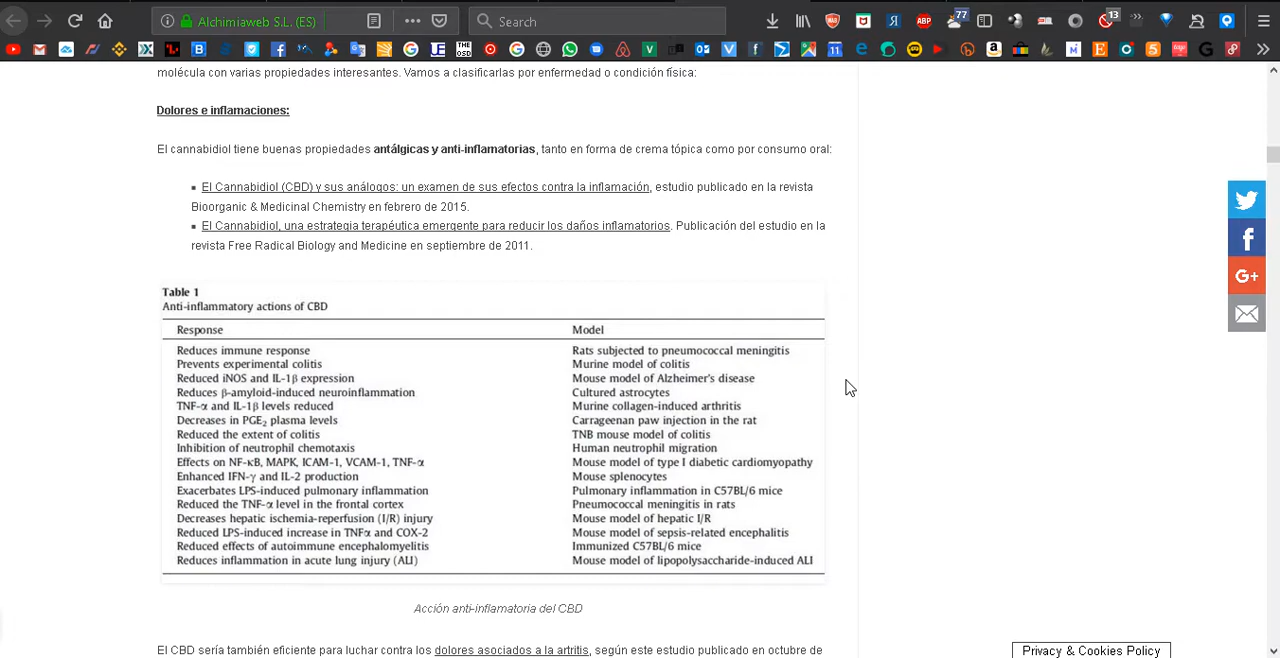 Alchimiaweb S.L. (ES)
Search
77
13
molécula con varias propiedades interesantes. Vamos a clasificarlas por enfermedad o condición física:
Dolores e inflamaciones:
El cannabidiol tiene buenas propiedades antálgicas y anti-inflamatorias, tanto en forma de crema tópica como por consumo oral:
▪ El Cannabidiol (CBD) y sus análogos: un examen de sus efectos contra la inflamación, estudio publicado en la revista
Bioorganic & Medicinal Chemistry en febrero de 2015.
▪ El Cannabidiol, una estrategia terapéutica emergente para reducir los daños inflamatorios. Publicación del estudio en la
revista Free Radical Biology and Medicine en septiembre de 2011.
Table 1
Anti-inflammatory actions of CBD
Response Model
Reduces immune response Rats subjected to pneumococcal meningitis
Prevents experimental colitis Murine model of colitis
Reduced iNOS and IL-1β expression Mouse model of Alzheimer's disease
Reduces β-amyloid-induced neuroinflammation Cultured astrocytes
TNF-α and IL-1β levels reduced Murine collagen-induced arthritis
Decreases in PGE₂ plasma levels Carrageenan paw injection in the rat
Reduced the extent of colitis TNB mouse model of colitis
Inhibition of neutrophil chemotaxis Human neutrophil migration
Effects on NF-κB, MAPK, ICAM-1, VCAM-1, TNF-α Mouse model of type I diabetic cardiomyopathy
Enhanced IFN-γ and IL-2 production Mouse splenocytes
Exacerbates LPS-induced pulmonary inflammation Pulmonary inflammation in C57BL/6 mice
Reduced the TNF-α level in the frontal cortex Pneumococcal meningitis in rats
Decreases hepatic ischemia-reperfusion (I/R) injury Mouse model of hepatic I/R
Reduced LPS-induced increase in TNFα and COX-2 Mouse model of sepsis-related encephalitis
Reduced effects of autoimmune encephalomyelitis Immunized C57BL/6 mice
Reduces inflammation in acute lung injury (ALI) Mouse model of lipopolysaccharide-induced ALI
Acción anti-inflamatoria del CBD
El CBD sería también eficiente para luchar contra los dolores asociados a la artritis, según este estudio publicado en octubre de
Privacy & Cookies Policy